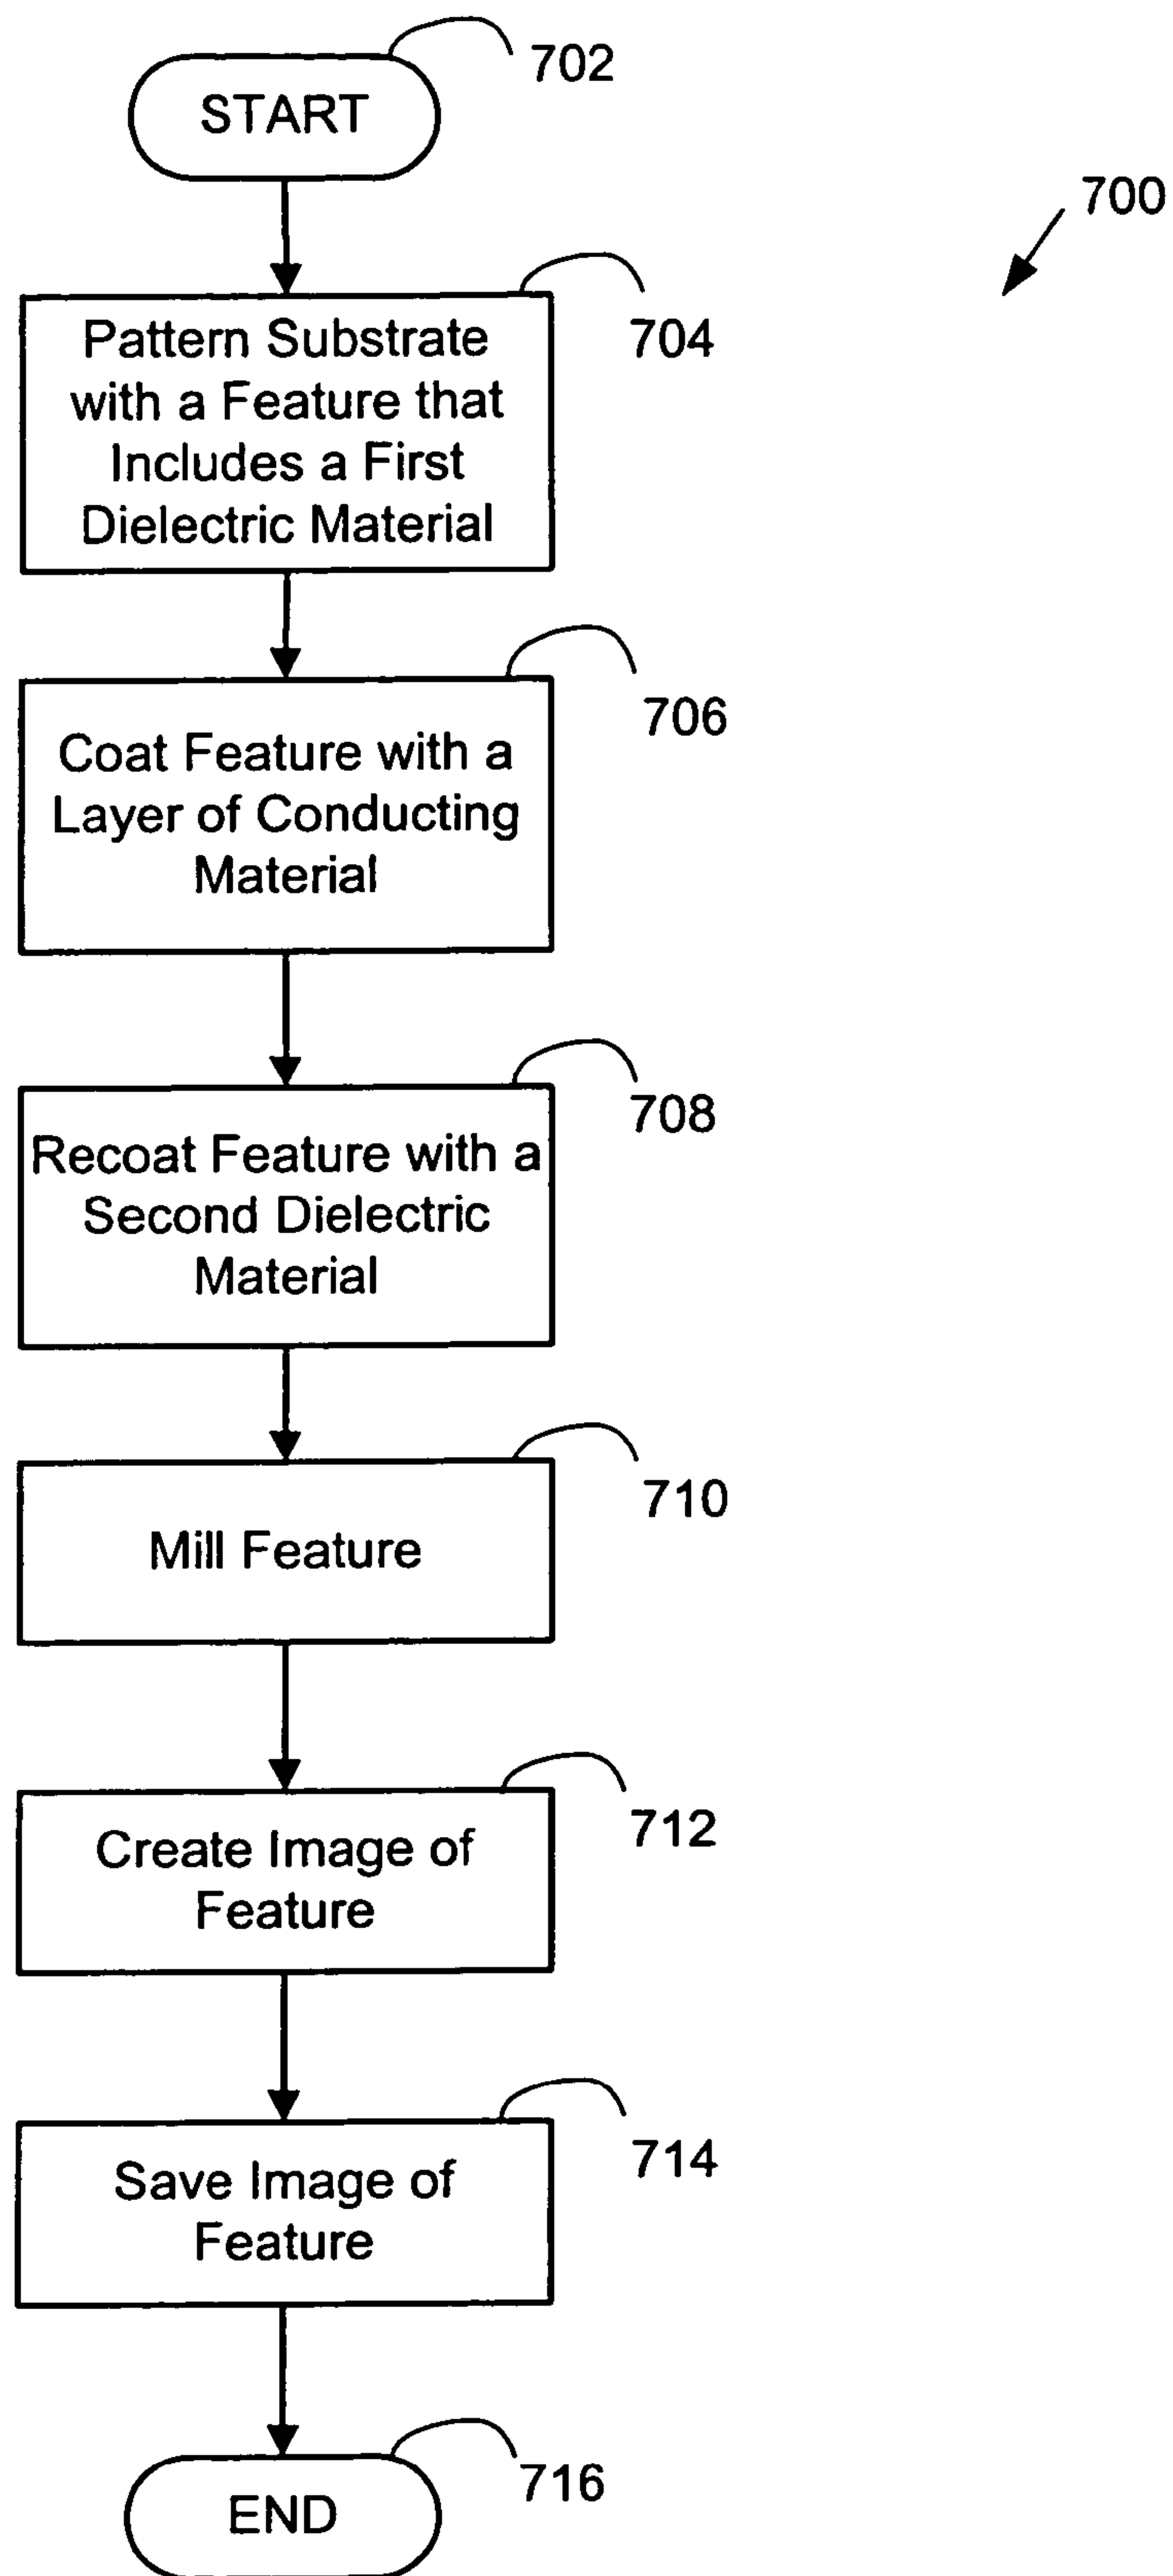 702
START
700
Pattern Substrate
with a Feature that
Includes a First
Dielectric Material
704
706
Coat Feature with a
Layer of Conducting
Material
708
Recoat Feature with a
Second Dielectric
Material
710
Mill Feature
712
Create Image of
Feature
714
Save Image of
Feature
716
END